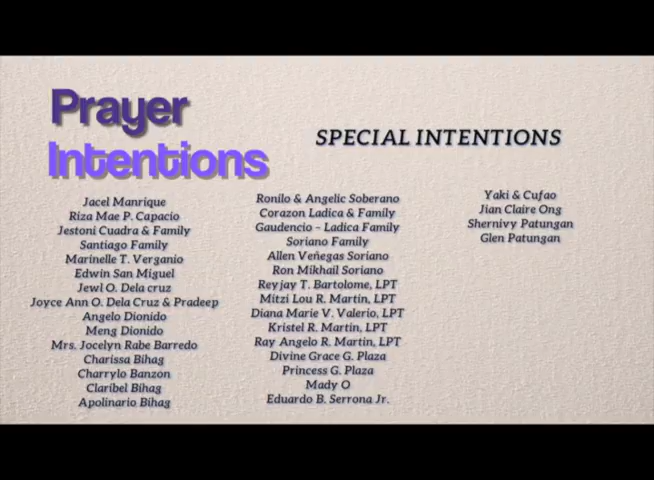 Prayer
Intentions
SPECIAL INTENTIONS
Jacel Manrique
Riza Mae P. Capacio
Jestoni Cuadra & Family
Santiago Family
Marinelle T. Verganio
Edwin San Miguel
Jewl O. Dela cruz
Joyce Ann O. Dela Cruz & Pradeep
Angelo Dionido
Meng Dionido
Mrs. Jocelyn Rabe Barredo
Charissa Bihag
Charrylo Banzon
Claribel Bihag
Apolinario Bihag
Ronilo & Angelic Soberano
Corazon Ladica & Family
Gaudencio - Ladica Family
Soriano Family
Allen Veñegas Soriano
Ron Mikhail Soriano
Reyjay T. Bartolome, LPT
Mitzi Lou R. Martin, LPT
Diana Marie V. Valerio, LPT
Kristel R. Martin, LPT
Ray Angelo R. Martin, LPT
Divine Grace G. Plaza
Princess G. Plaza
Mady O
Eduardo B. Serrona Jr.
Yaki & Cufao
Jian Claire Ong
Shernivy Patungan
Glen Patungan